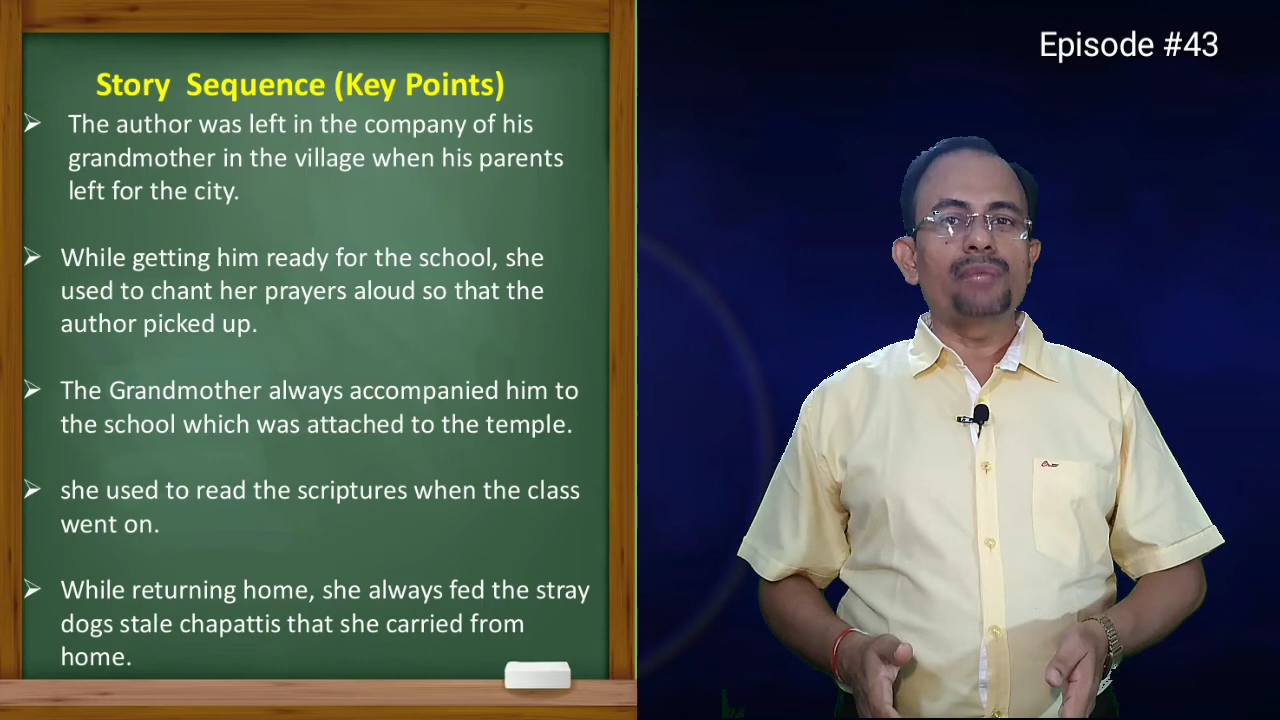 Episode #43
Story Sequence (Key Points)
➢ The author was left in the company of his
grandmother in the village when his parents
left for the city.
➢ While getting him ready for the school, she
used to chant her prayers aloud so that the
author picked up.
➢ The Grandmother always accompanied him to
the school which was attached to the temple.
➢ she used to read the scriptures when the class
went on.
➢ While returning home, she always fed the stray
dogs stale chapattis that she carried from
home.